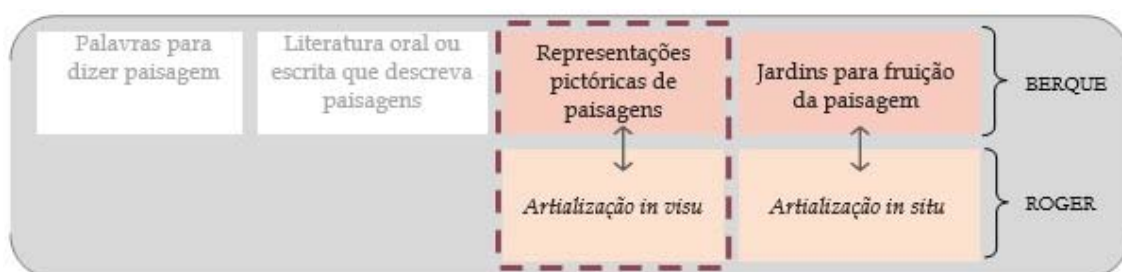 Palavras para
dizer paisagem
Literatura oral ou
escrita que descreva
paisagens
Representações
pictóricas de
paisagens
Jardins para fruição
da paisagem
BERQUE
Artialização in visu
Artialização in situ
ROGER